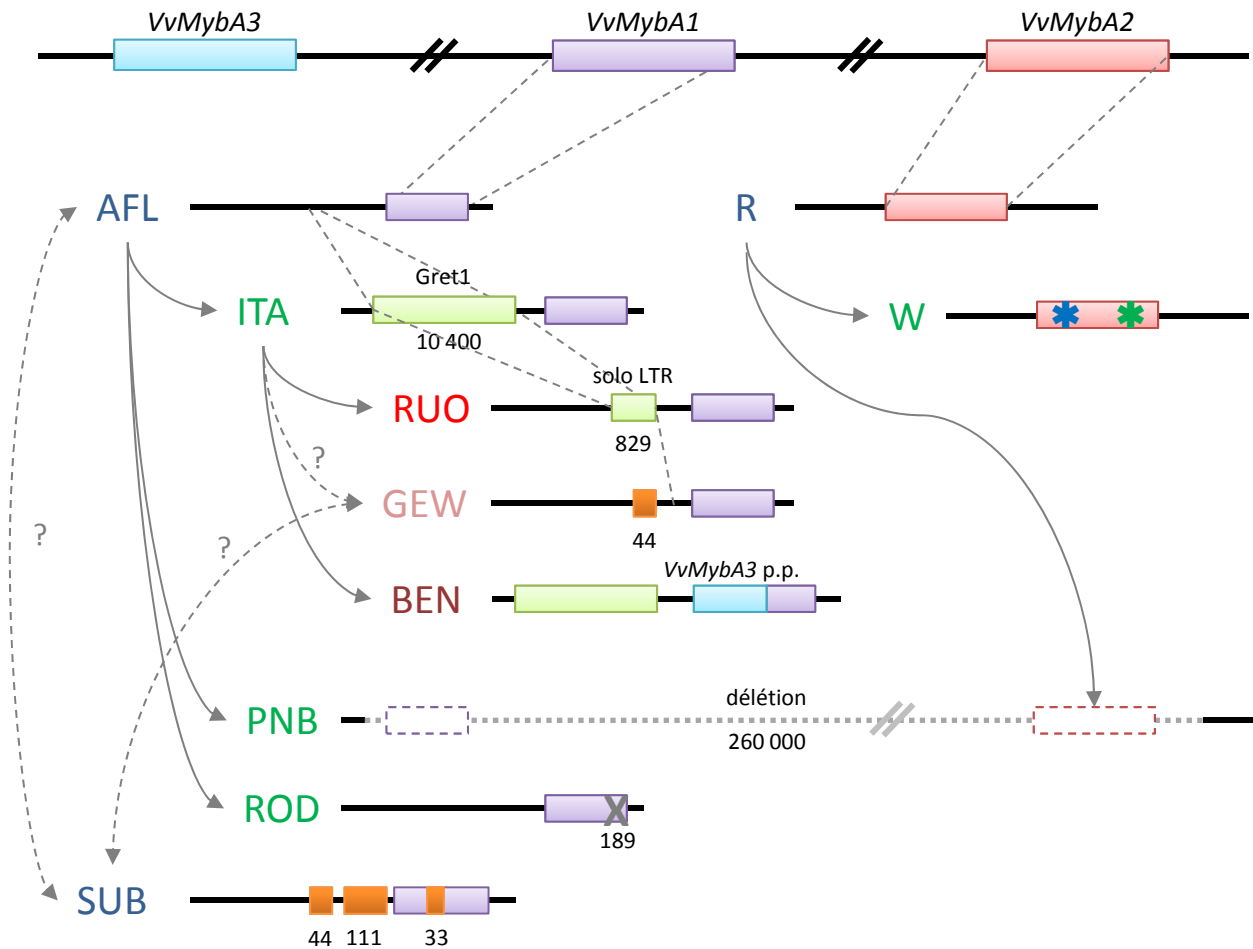 VvMybA3 VvMybA1 VvMybA2
AFL R
Gret1
ITA W
10 400
solo LTR
RUO
829
?
GEW
44
? ?
VvMybA3 p.p.
BEN
délétion
PNB
260 000
ROD X
189
SUB
44 111 33